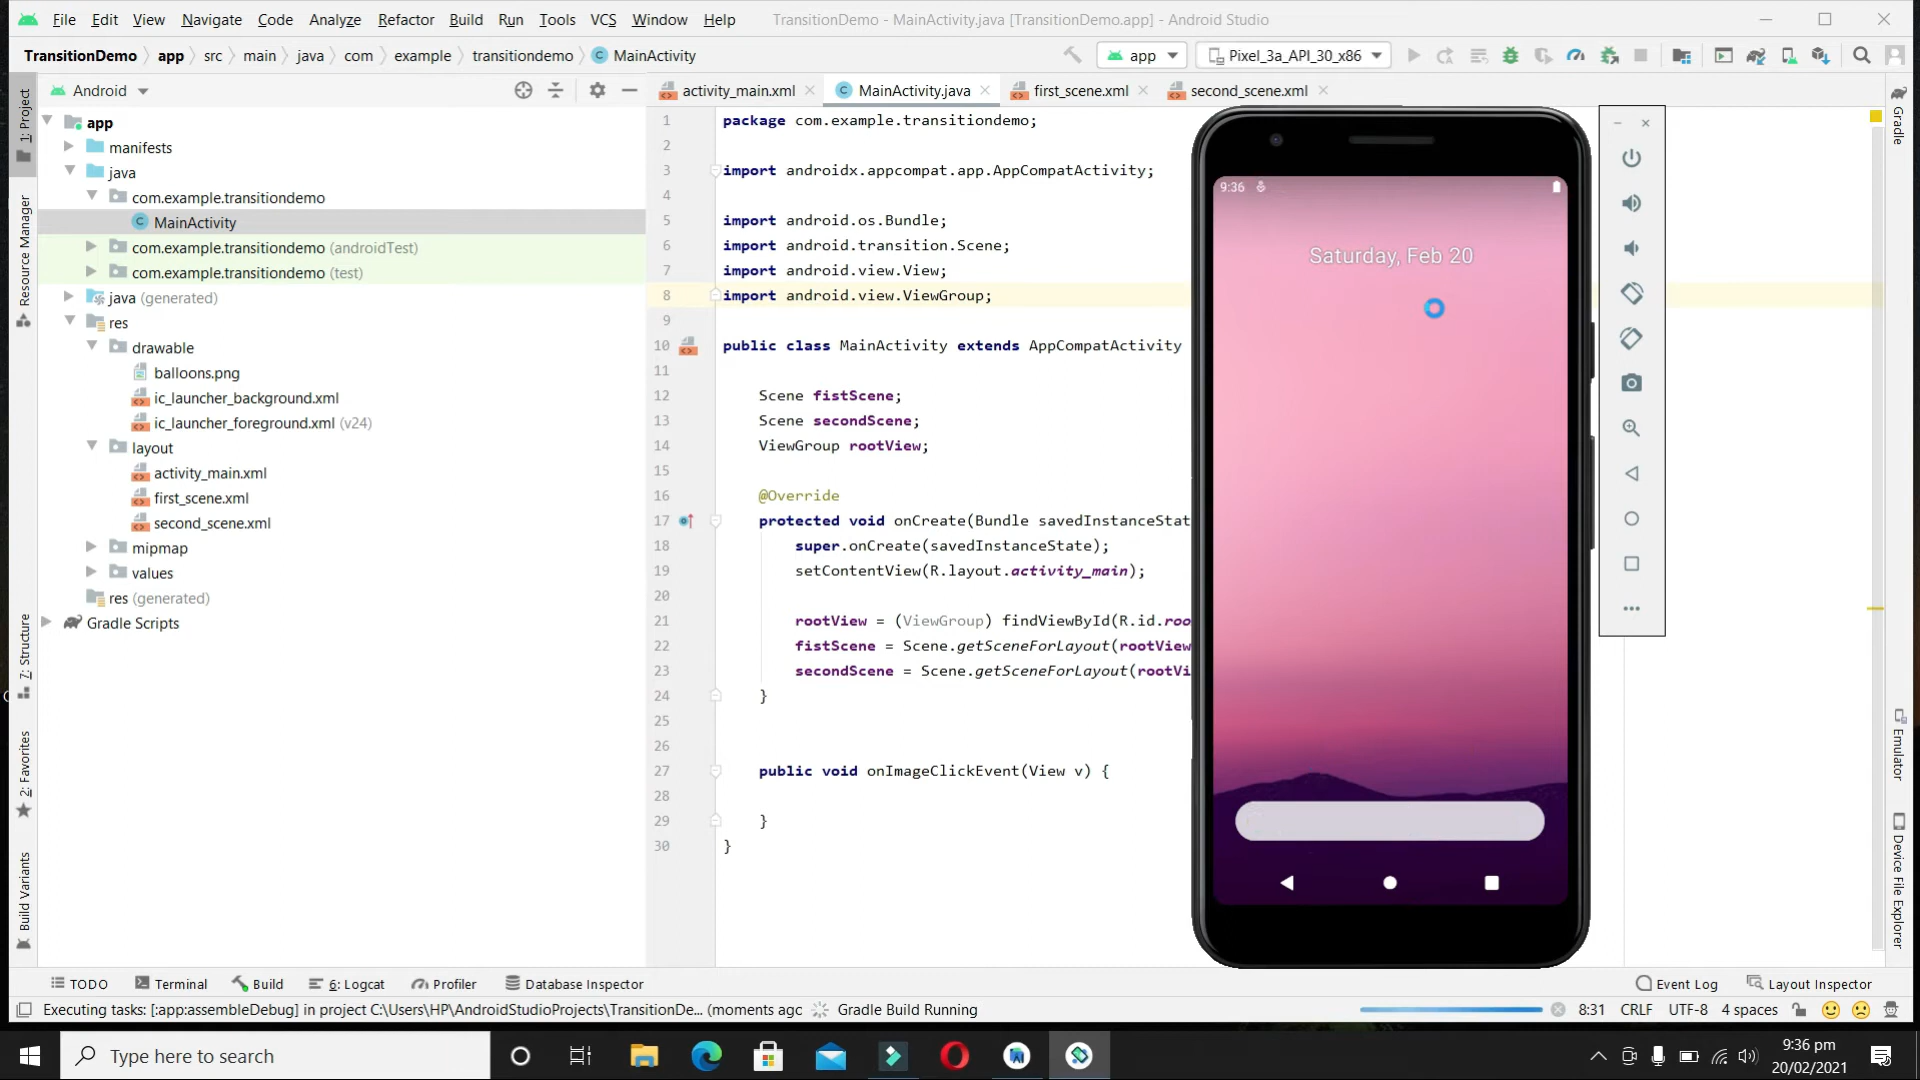 File Edit View Navigate Code Analyze Refactor Build Run Tools VCS Window Help TransitionDemo - MainActivity.java [TransitionDemo.app] - Android Studio
TransitionDemo app src main java com example transitiondemo MainActivity app Pixel_3a_API_30_x86
Android
activity_main.xml MainActivity.java first_scene.xml second_scene.xml
1: Project
Resource Manager
7: Structure
2: Favorites
Build Variants
app
manifests
java
com.example.transitiondemo
MainActivity
com.example.transitiondemo (androidTest)
com.example.transitiondemo (test)
java (generated)
res
drawable
balloons.png
ic_launcher_background.xml
ic_launcher_foreground.xml (v24)
layout
activity_main.xml
first_scene.xml
second_scene.xml
mipmap
values
res (generated)
Gradle Scripts
1 package com.example.transitiondemo;
2
3 import androidx.appcompat.app.AppCompatActivity;
4
5 import android.os.Bundle;
6 import android.transition.Scene;
7 import android.view.View;
8 import android.view.ViewGroup;
9
10 public class MainActivity extends AppCompatActivity
11
12 Scene fistScene;
13 Scene secondScene;
14 ViewGroup rootView;
15
16 @Override
17 protected void onCreate(Bundle savedInstanceStat
18 super.onCreate(savedInstanceState);
19 setContentView(R.layout.activity_main);
20
21 rootView = (ViewGroup) findViewById(R.id.roo
22 fistScene = Scene.getSceneForLayout(rootView
23 secondScene = Scene.getSceneForLayout(rootVi
24 }
25
26
27 public void onImageClickEvent(View v) {
28
29 }
30 }
9:36
Saturday, Feb 20
Gradle
Emulator
Device File Explorer
TODO Terminal Build 6: Logcat Profiler Database Inspector Event Log Layout Inspector
Executing tasks: [:app:assembleDebug] in project C:\Users\HP\AndroidStudioProjects\TransitionDe... (moments agc Gradle Build Running 8:31 CRLF UTF-8 4 spaces
Type here to search
9:36 pm
20/02/2021